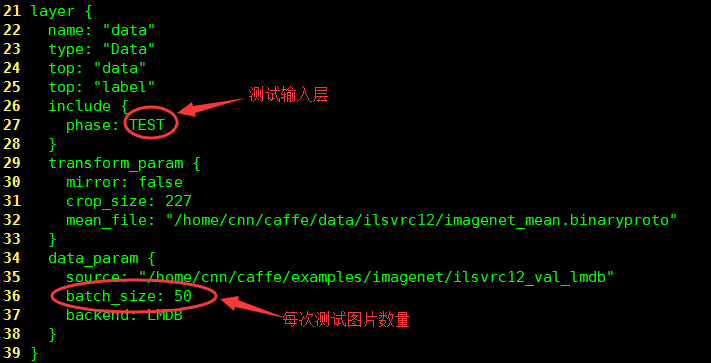 21 layer {
22 name: "data"
23 type: "Data"
24 top: "data"
25 top: "label"
26 include {
测试输入层
27 phase: TEST
28 }
29 transform_param {
30 mirror: false
31 crop_size: 227
32 mean_file: "/home/cnn/caffe/data/ilsvrc12/imagenet_mean.binaryproto"
33 }
34 data_param {
35 source: "/home/cnn/caffe/examples/imagenet/ilsvrc12_val_lmdb"
36 batch_size: 50
37 backend: LMDB
每次测试图片数量
38 }
39 }